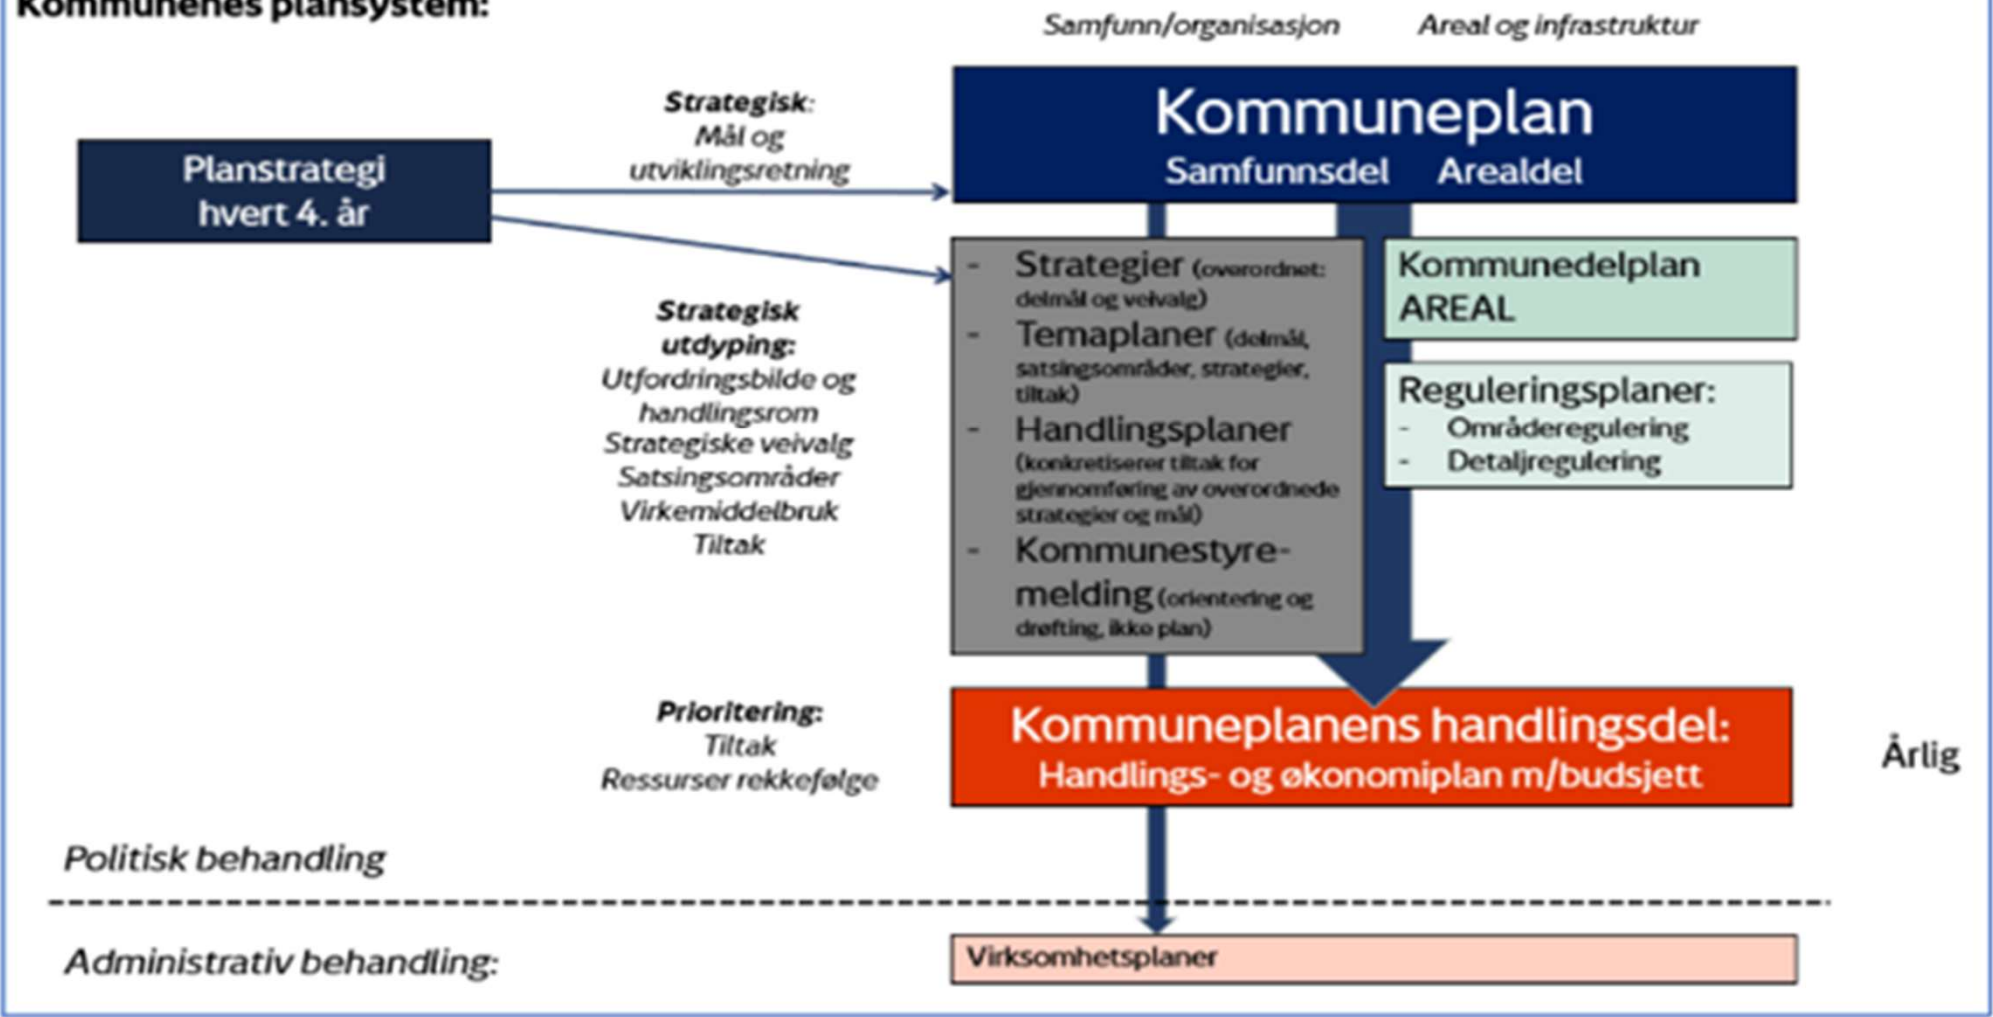 Kommunenes plansystem:
Samfunn/organisasjon
Areal og infrastruktur
Strategisk:
Mål og
utviklingsretning
Kommuneplan
Samfunnsdel Arealdel
Planstrategi
hvert 4. år
- Strategier (overordnet:
delmål og veivalg)
- Temaplaner (delmål,
satsingsområder, strategier,
tiltak)
- Handlingsplaner
(konkretiserer tiltak for
gjennomføring av overordnede
strategier og mål)
- Kommunestyre-
melding (orientering og
drøfting, ikke plan)
Kommunedelplan
AREAL
Reguleringsplaner:
- Områderegulering
- Detaljregulering
Strategisk
utdyping:
Utfordringsbilde og
handlingsrom
Strategiske veivalg
Satsingsområder
Virkemiddelbruk
Tiltak
Prioritering:
Tiltak
Ressurser rekkefølge
Kommuneplanens handlingsdel:
Handlings- og økonomiplan m/budsjett
Årlig
Politisk behandling
Administrativ behandling:
Virksomhetsplaner